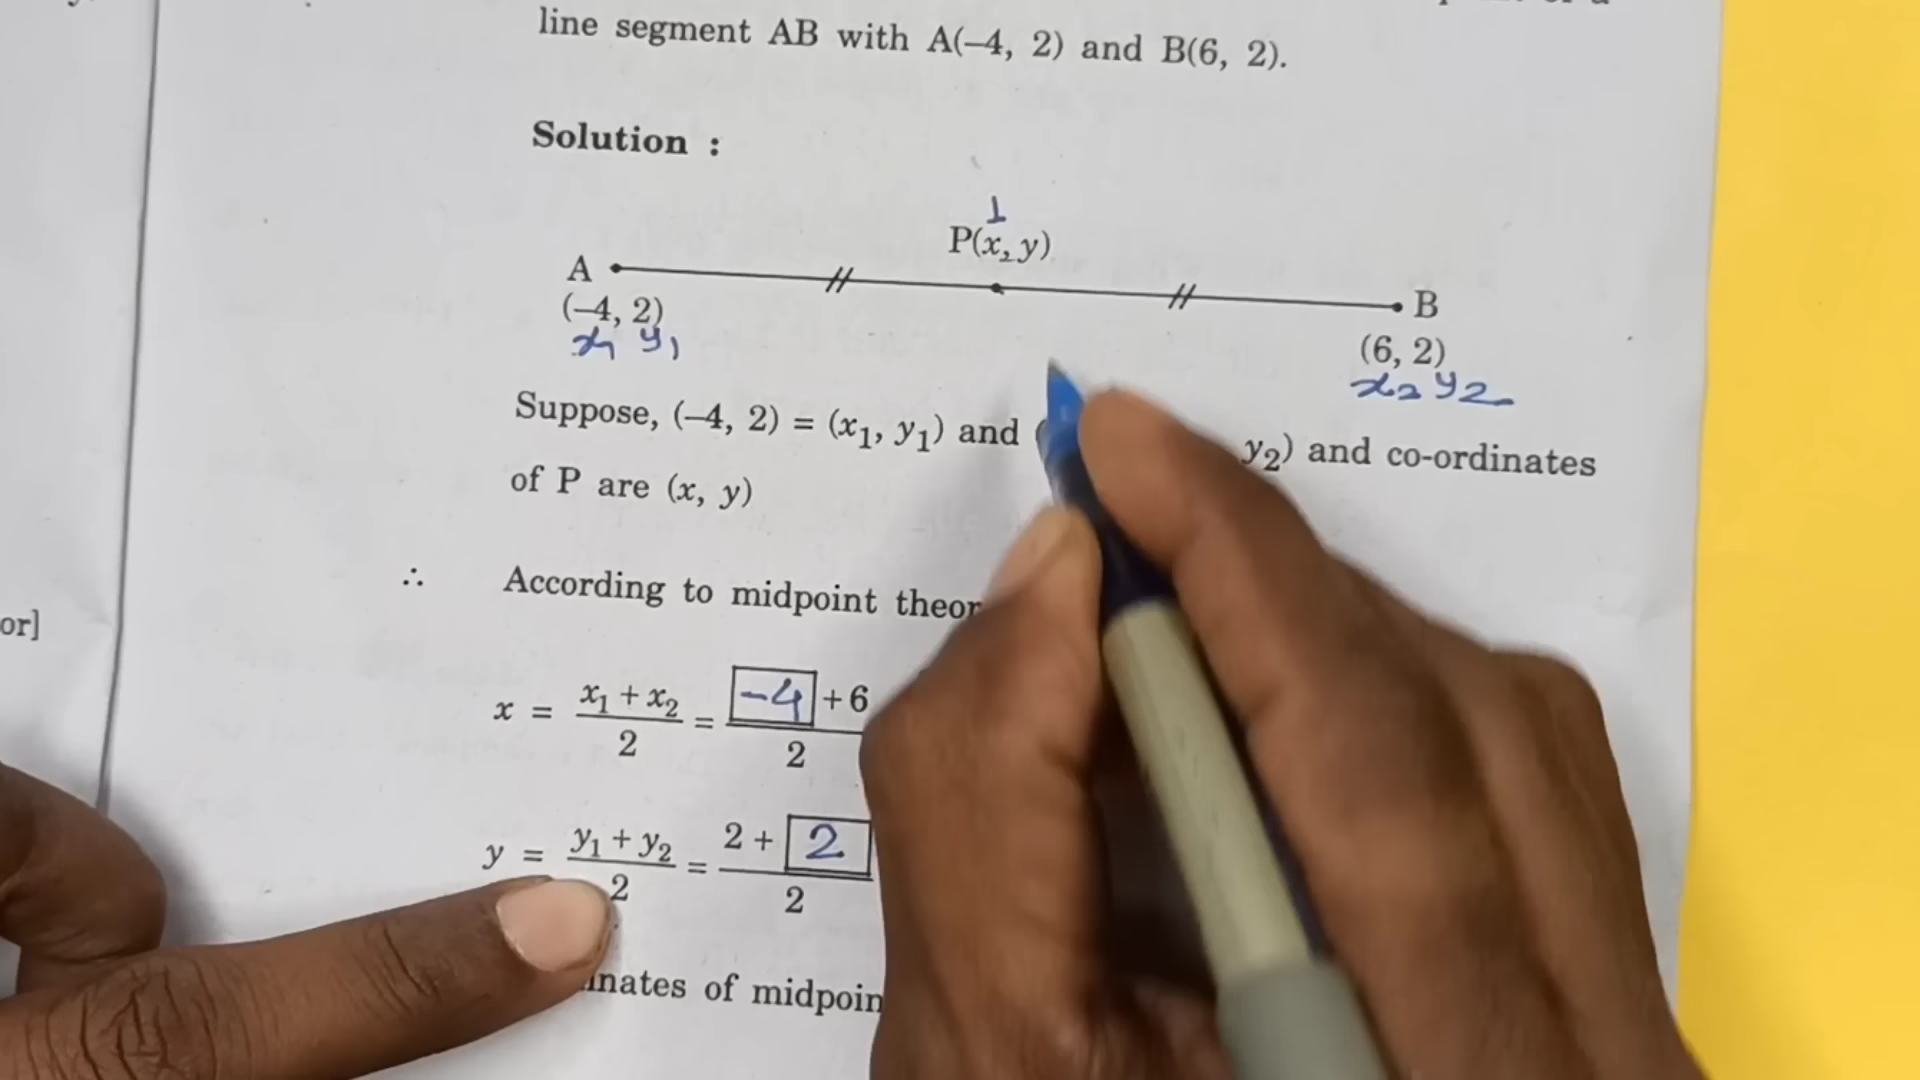 line segment AB with A(–4, 2) and B(6, 2).
Solution :
1
P(x, y)
A
B
(–4, 2)
x1 y1
(6, 2)
x2 y2
Suppose, (–4, 2) = (x1, y1) and ( y2) and co-ordinates
of P are (x, y)
∴ According to midpoint theor
or]
x = x1 + x2 / 2 = -4 + 6 / 2
y = y1 + y2 / 2 = 2 + 2 / 2
inates of midpoin